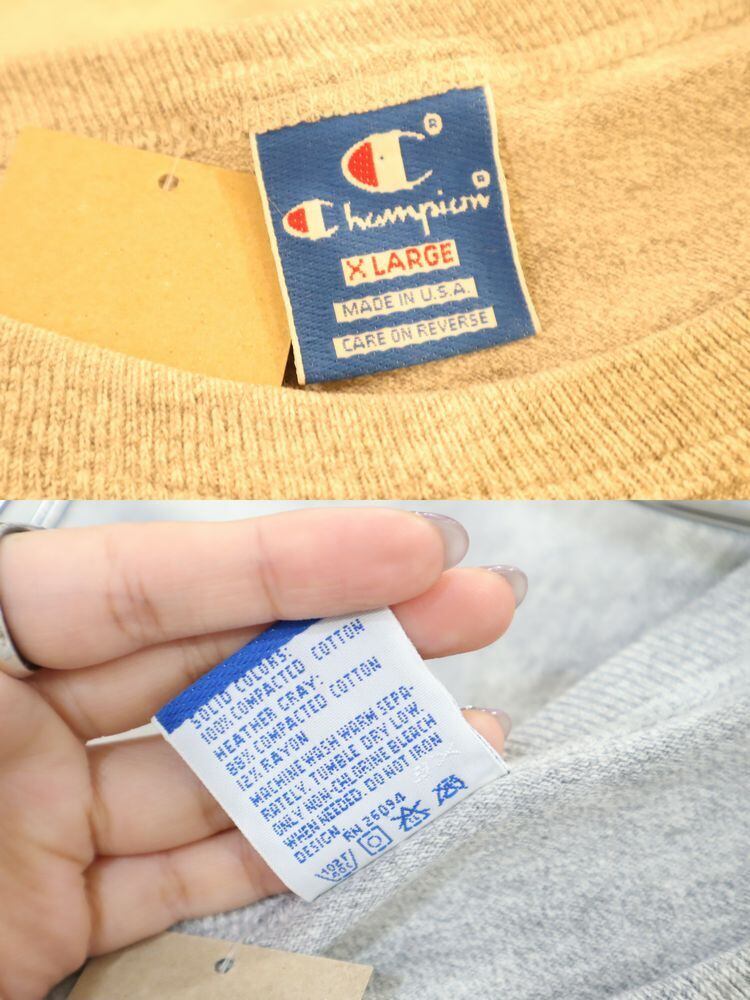 Champion
X LARGE
MADE IN U.S.A.
CARE ON REVERSE
SOLID COLORS:
100% COMPACTED COTTON
HEATHER GRAY:
88% COMPACTED COTTON
12% RAYON
MACHINE WASH WARM SEPA-
RATELY. TUMBLE DRY LOW.
ONLY NON-CHLORINE BLEACH
WHEN NEEDED. DO NOT IRON
DESIGN. RN 26094
102F